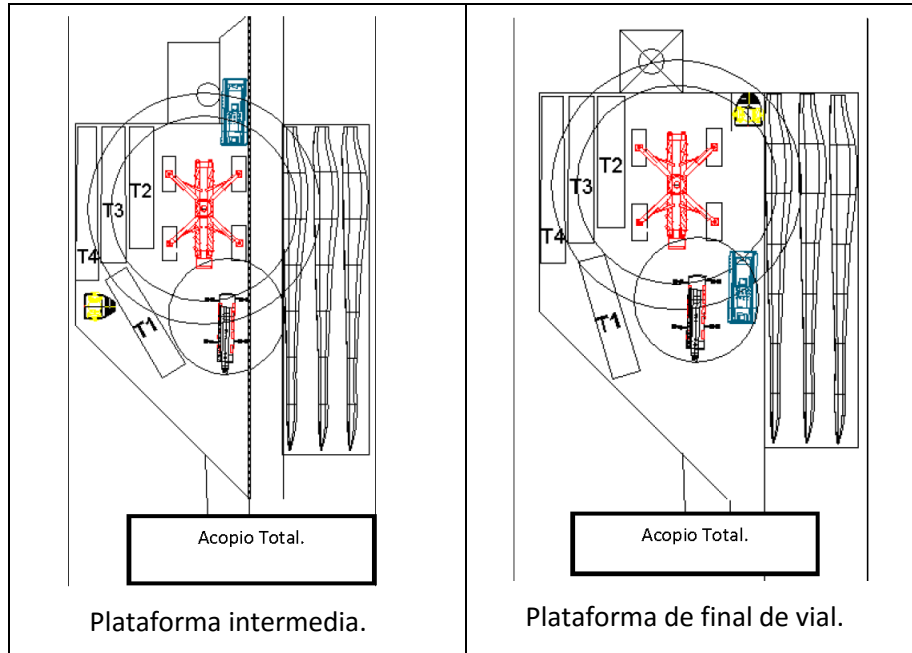 T2
T3
T4
T1
Acopio Total.
Plataforma intermedia.
T2
T3
T4
T1
Acopio Total.
Plataforma de final de vial.